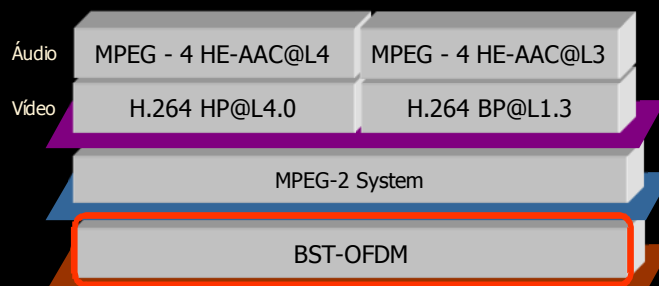 Áudio MPEG - 4 HE-AAC@L4 MPEG - 4 HE-AAC@L3
Vídeo H.264 HP@L4.0 H.264 BP@L1.3
MPEG-2 System
BST-OFDM